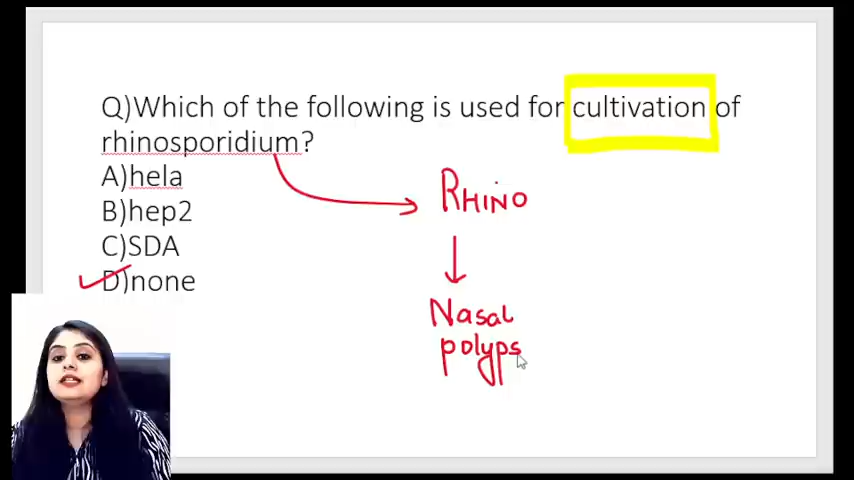 Q)Which of the following is used for cultivation of
rhinosporidium?
A)hela
B)hep2
C)SDA
D)none
RHINO
Nasal
polyps